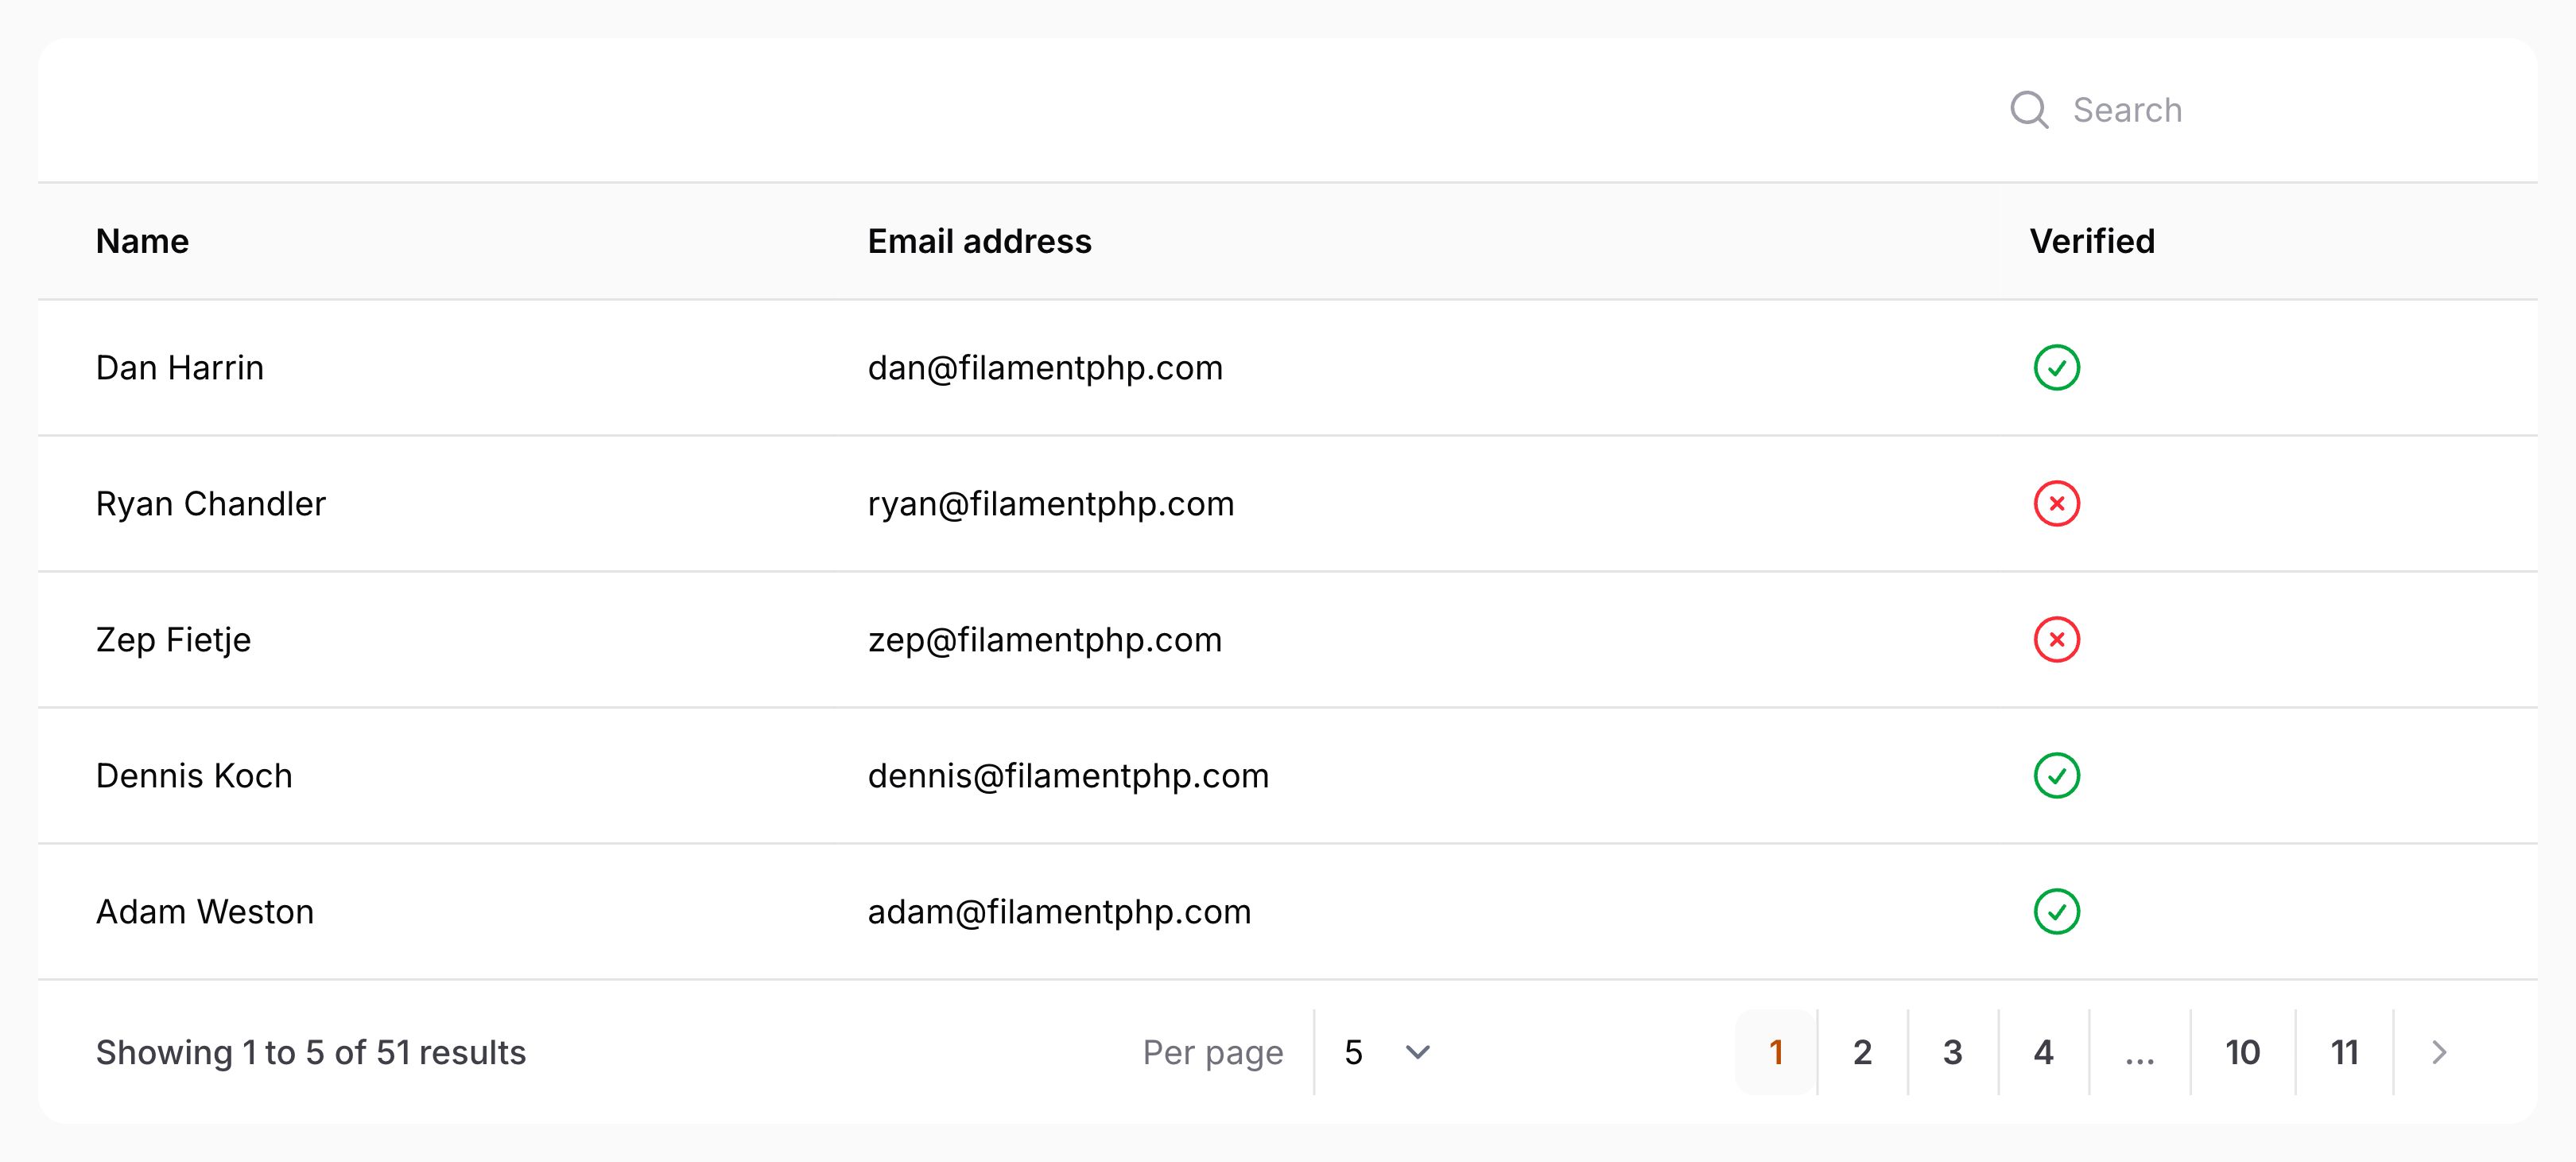 Search
Name Email address Verified
Dan Harrin dan@filamentphp.com
Ryan Chandler ryan@filamentphp.com
Zep Fietje zep@filamentphp.com
Dennis Koch dennis@filamentphp.com
Adam Weston adam@filamentphp.com
Showing 1 to 5 of 51 results Per page 5 1 2 3 4 ... 10 11